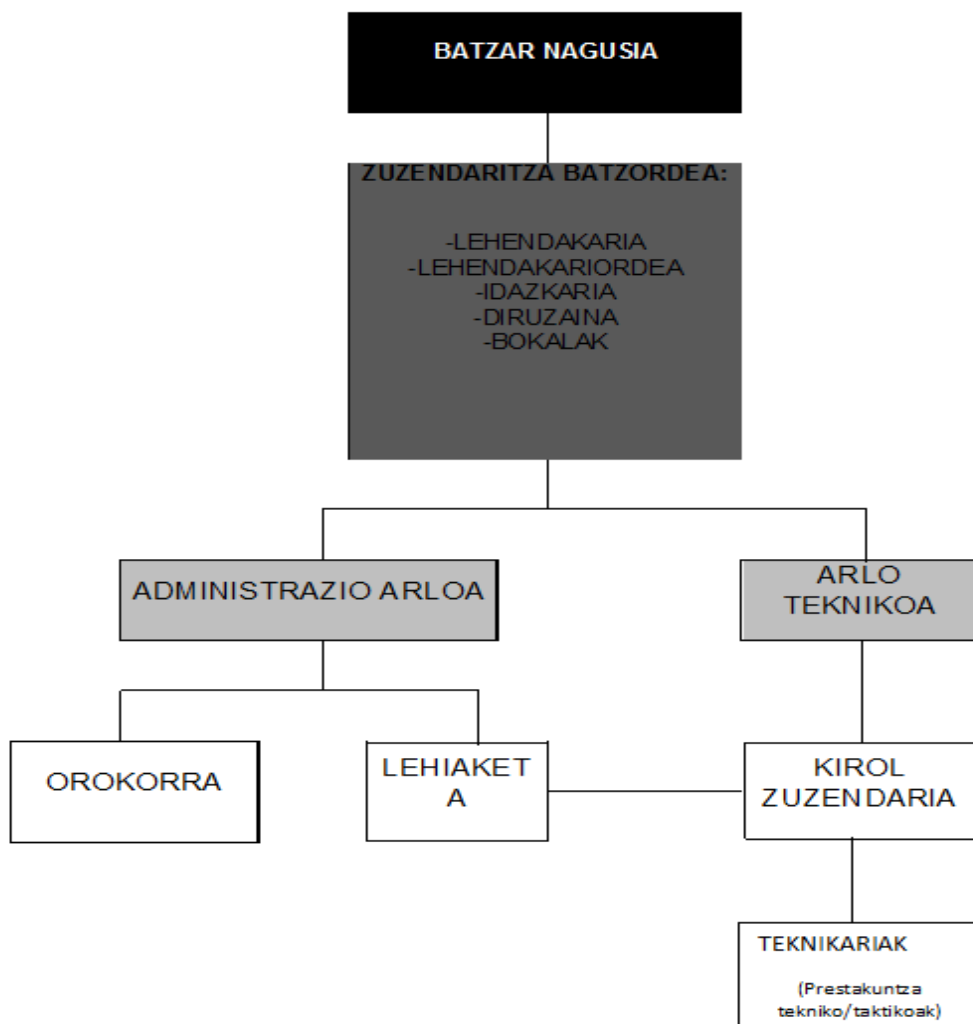 BATZAR NAGUSIA
ZUZENDARITZA BATZORDEA:
-LEHENDAKARIA
-LEHENDAKARIORDEA
-IDAZKARIA
-DIRUZAINA
-BOKALAK
ADMINISTRAZIO ARLOA
ARLO
TEKNIKOA
OROKORRA
LEHIAKET
A
KIROL
ZUZENDARIA
TEKNIKARIAK
(Prestakuntza
tekniko/taktikoak)